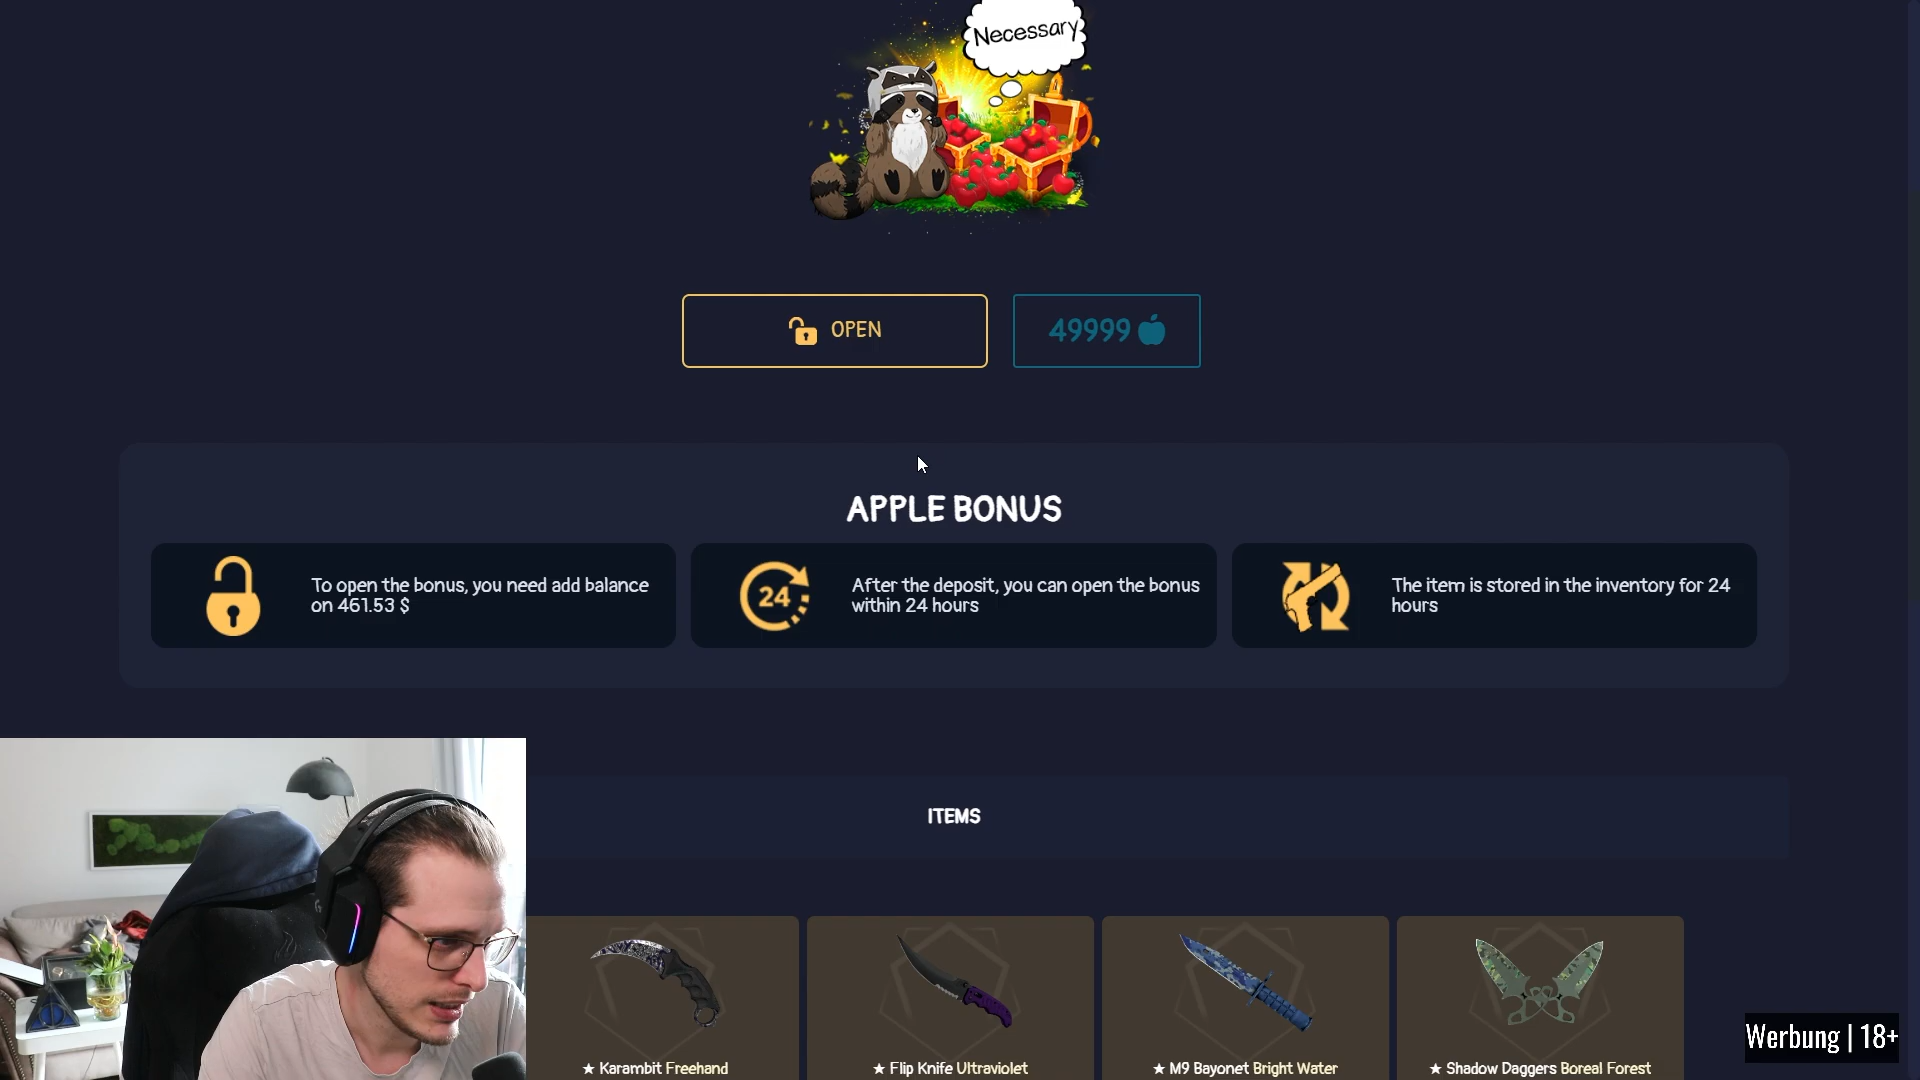 Necessary
OPEN
49999
APPLE BONUS
To open the bonus, you need add balance
on 461.53 $
24
After the deposit, you can open the bonus
within 24 hours
The item is stored in the inventory for 24
hours
ITEMS
★ Karambit Freehand
★ Flip Knife Ultraviolet
★ M9 Bayonet Bright Water
★ Shadow Daggers Boreal Forest
Werbung | 18+